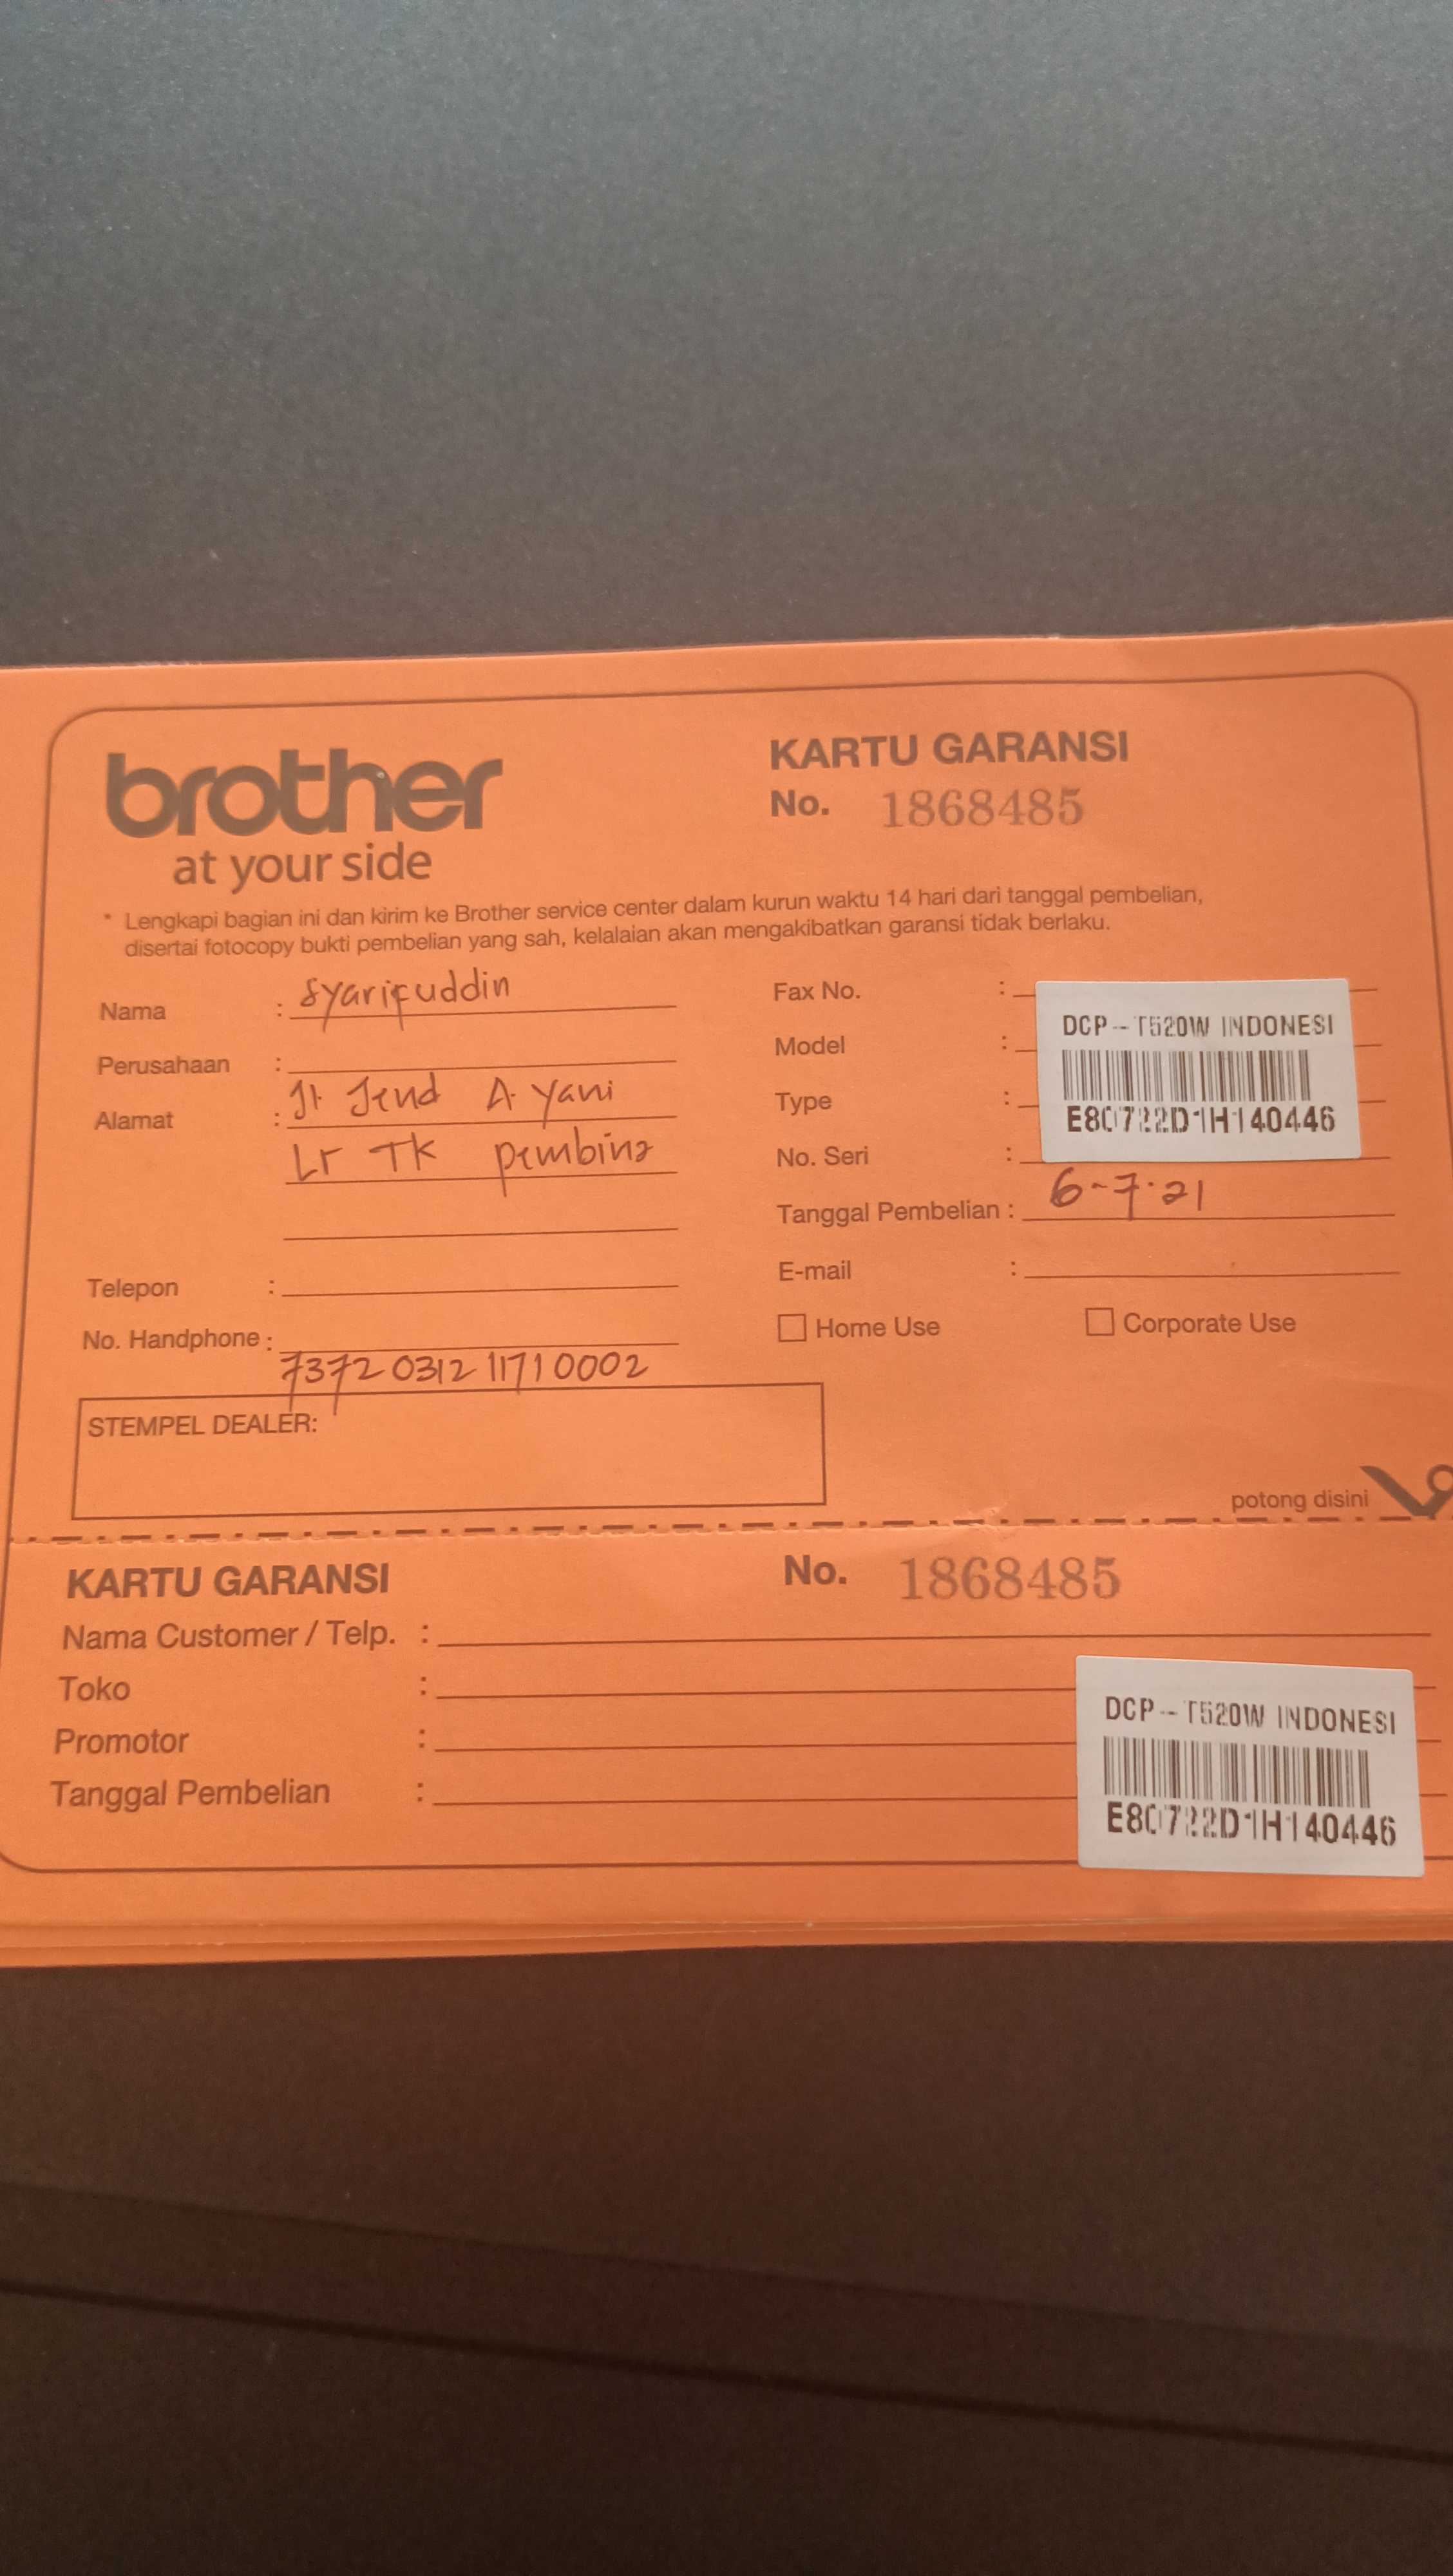 brother
at your side
KARTU GARANSI
No. 1868485
* Lengkapi bagian ini dan kirim ke Brother service center dalam kurun waktu 14 hari dari tanggal pembelian,
disertai fotocopy bukti pembelian yang sah, kelalaian akan mengakibatkan garansi tidak berlaku.
Nama : Syarifuddin
Perusahaan :
Alamat : Jl Jend A Yani
Lr TK pembina
Telepon :
No. Handphone :
7372 0312 1171 0002
Fax No. :
Model :
Type :
No. Seri :
DCP-T520W INDONESI
E80722D1H140446
Tanggal Pembelian : 6-7-21
E-mail :
Home Use Corporate Use
STEMPEL DEALER:
potong disini
KARTU GARANSI No. 1868485
Nama Customer / Telp. :
Toko :
Promotor :
Tanggal Pembelian :
DCP-T520W INDONESI
E80722D1H140446